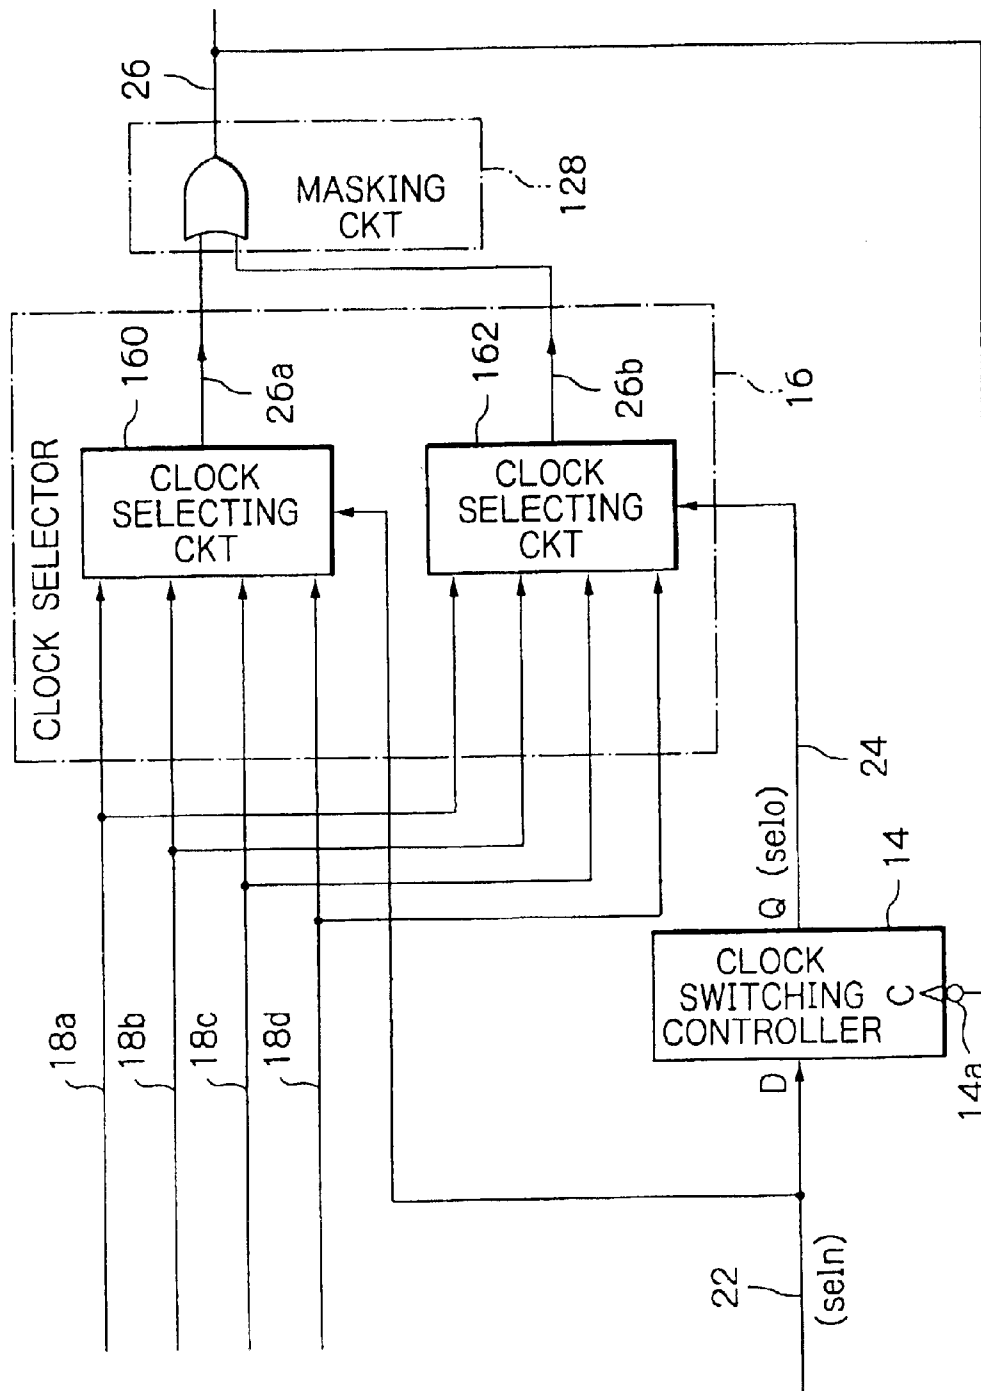 26
MASKING
CKT
128
CLOCK SELECTOR
160
26a
CLOCK
SELECTING
CKT
162
26b
CLOCK
SELECTING
CKT
16
18a
18b
18c
18d
24
Q (selo)
14
CLOCK
SWITCHING
CONTROLLER
C
D
14a
22
(seln)